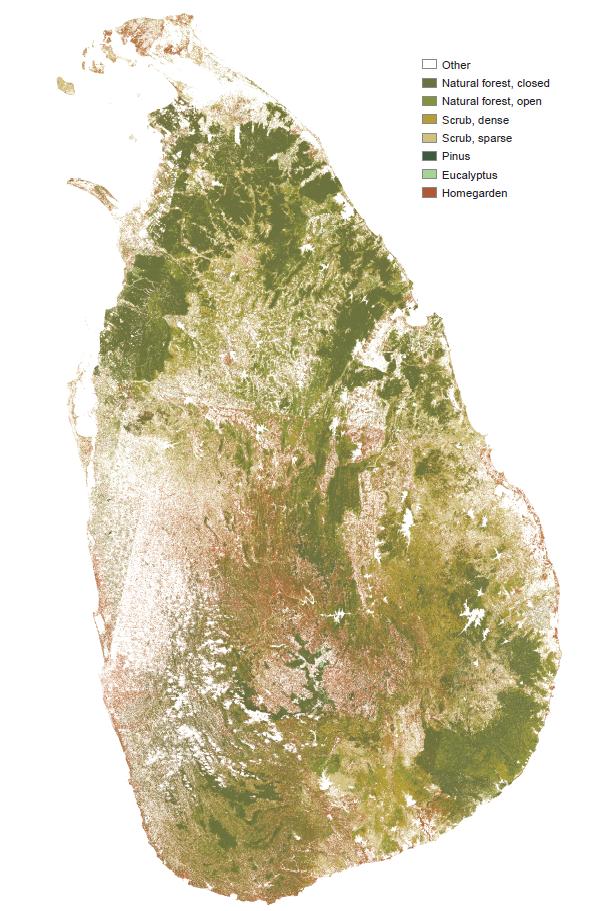 Other
Natural forest, closed
Natural forest, open
Scrub, dense
Scrub, sparse
Pinus
Eucalyptus
Homegarden